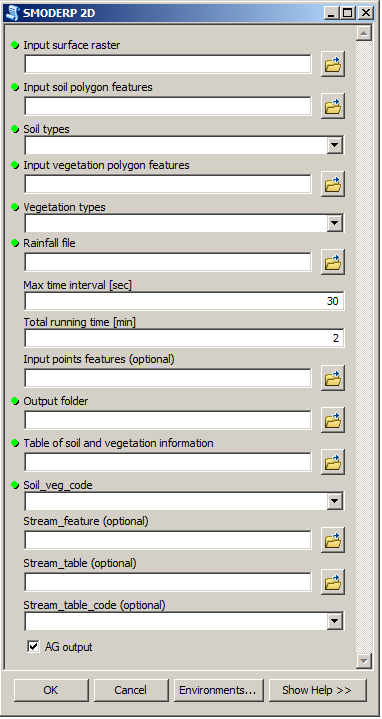 SMODERP 2D
Input surface raster
Input soil polygon features
Soil types
Input vegetation polygon features
Vegetation types
Rainfall file
Max time interval [sec]
30
Total running time [min]
2
Input points features (optional)
Output folder
Table of soil and vegetation information
Soil_veg_code
Stream_feature (optional)
Stream_table (optional)
Stream_table_code (optional)
AG output
OK Cancel Environments... Show Help >>